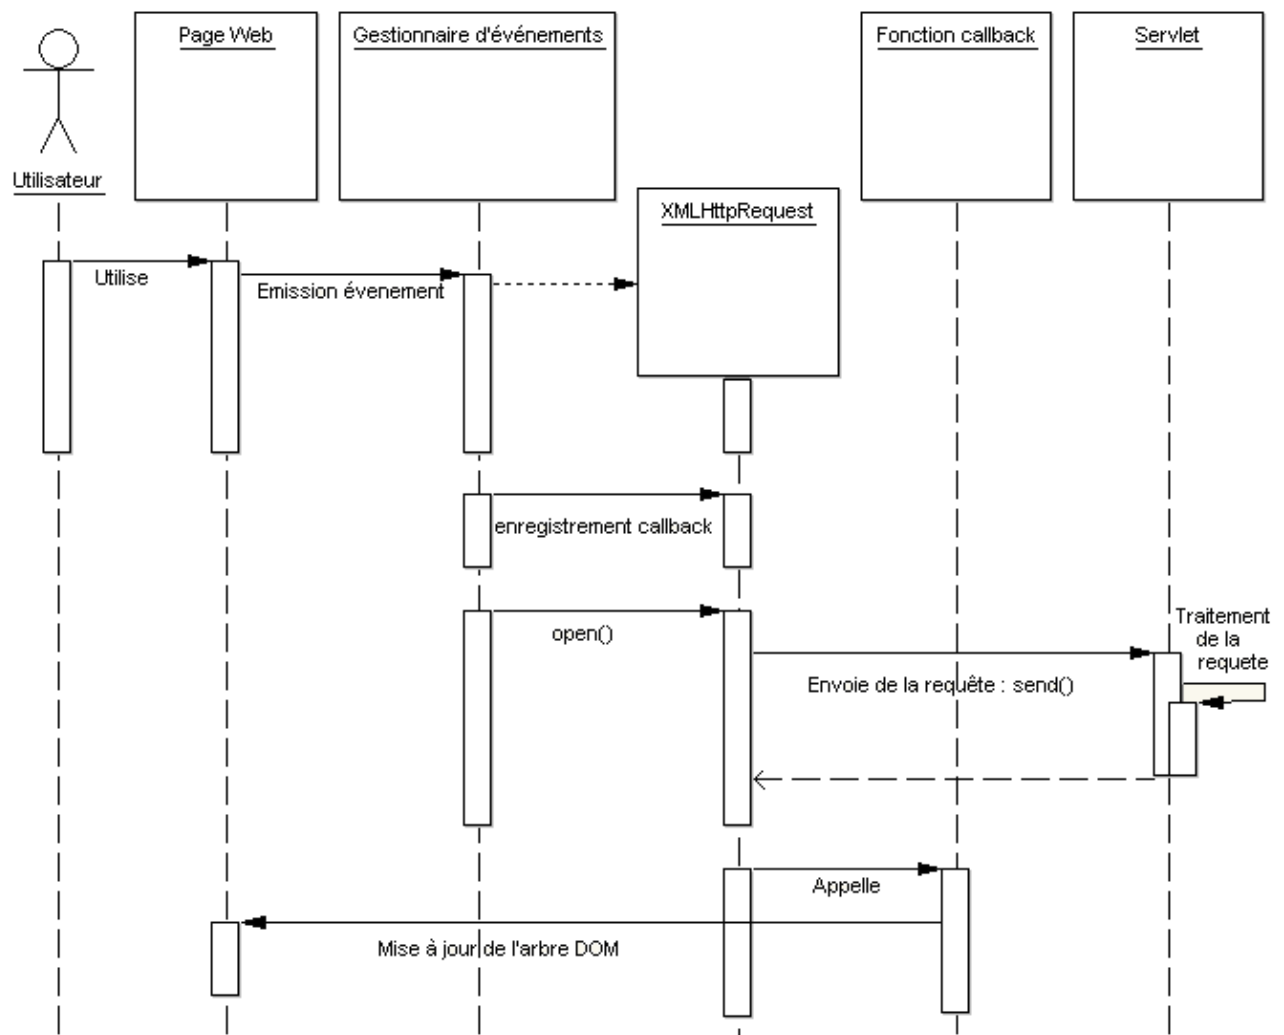 Page Web
Gestionnaire d'événements
Fonction callback
Servlet
Utilisateur
XMLHttpRequest
Utilise
Emission évenement
enregistrement callback
open()
Traitement
de la
requete
Envoie de la requête : send()
Appelle
Mise à jour de l'arbre DOM